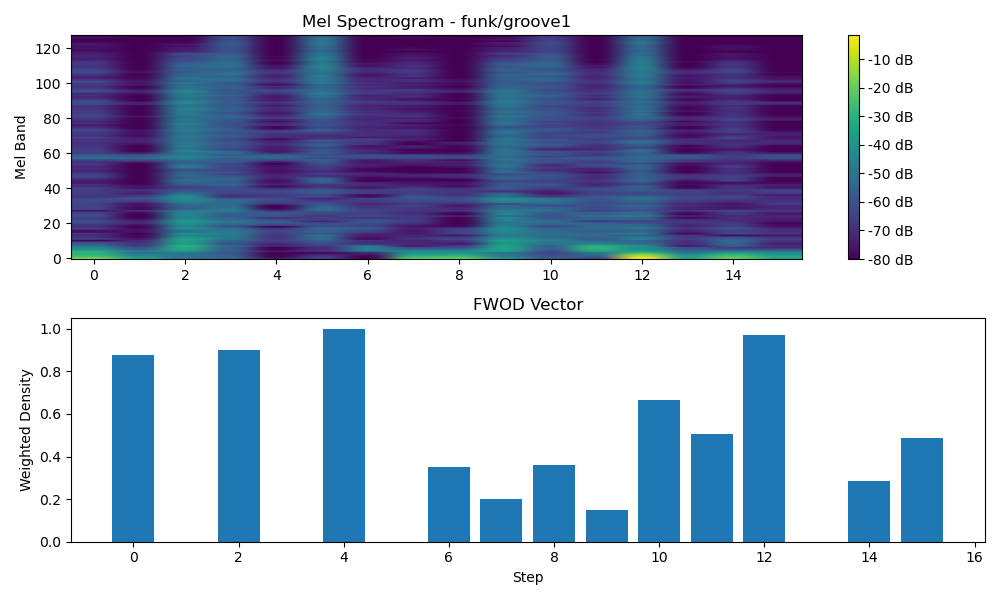 Mel Spectrogram - funk/groove1
Mel Band
120
100
80
60
40
20
0
0 2 4 6 8 10 12 14
-10 dB
-20 dB
-30 dB
-40 dB
-50 dB
-60 dB
-70 dB
-80 dB
FWOD Vector
Weighted Density
1.0
0.8
0.6
0.4
0.2
0.0
0 2 4 6 8 10 12 14 16
Step